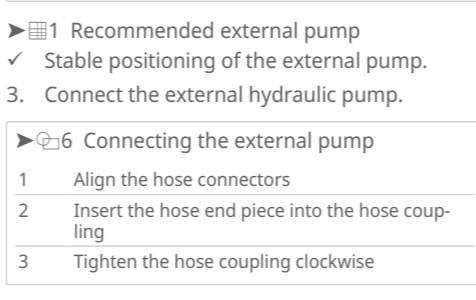 ➤▦1 Recommended external pump
✓ Stable positioning of the external pump.
3. Connect the external hydraulic pump.
➤6 Connecting the external pump
1 Align the hose connectors
2 Insert the hose end piece into the hose coup-
ling
3 Tighten the hose coupling clockwise